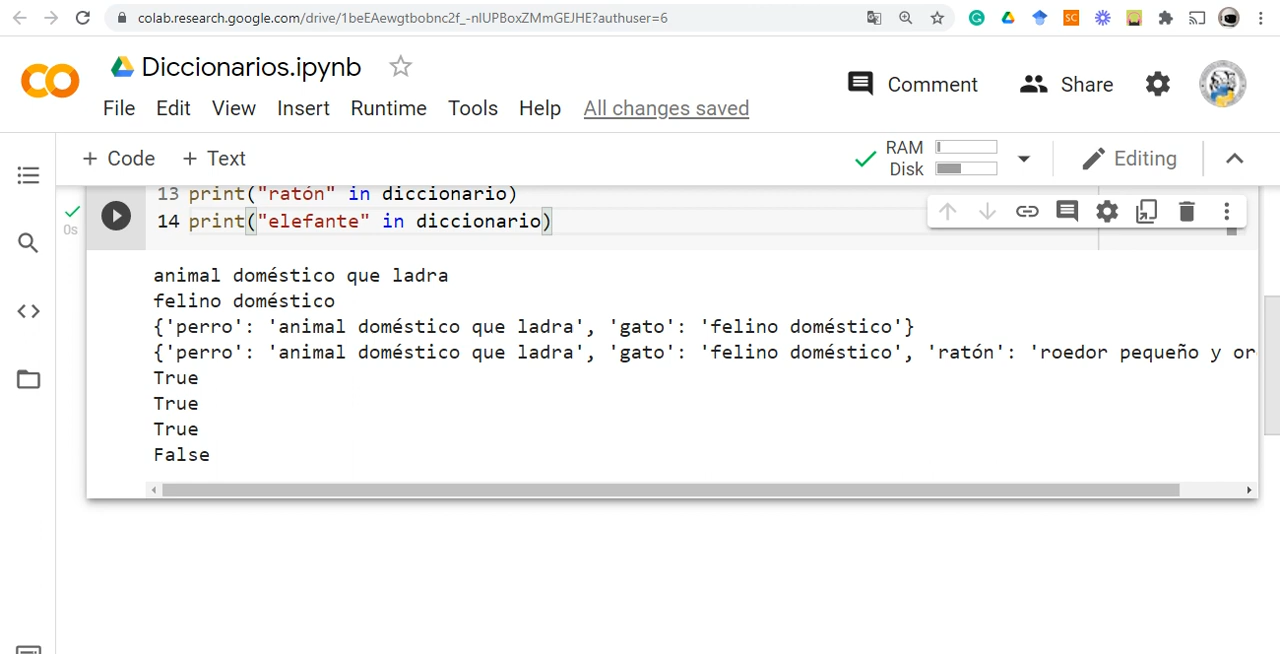 colab.research.google.com/drive/1beEAewgtbobnc2f_-nlUPBoxZMmGEJHE?authuser=6
SC
Diccionarios.ipynb
Comment
Share
File Edit View Insert Runtime Tools Help All changes saved
+ Code + Text
RAM
Disk
Editing
13 print("ratón" in diccionario)
14 print("elefante" in diccionario)
0s
animal doméstico que ladra
felino doméstico
{'perro': 'animal doméstico que ladra', 'gato': 'felino doméstico'}
{'perro': 'animal doméstico que ladra', 'gato': 'felino doméstico', 'ratón': 'roedor pequeño y or
True
True
True
False